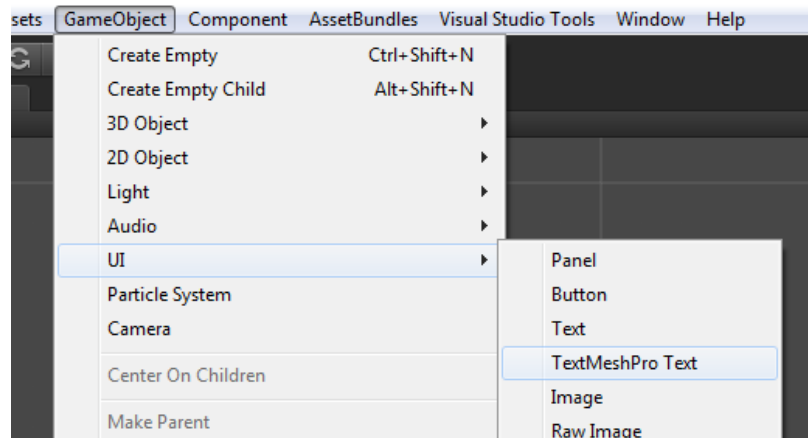 sets GameObject Component AssetBundles Visual Studio Tools Window Help
Create Empty Ctrl+Shift+N
Create Empty Child Alt+Shift+N
3D Object
2D Object
Light
Audio
UI
Particle System
Camera
Center On Children
Make Parent
Panel
Button
Text
TextMeshPro Text
Image
Raw Image